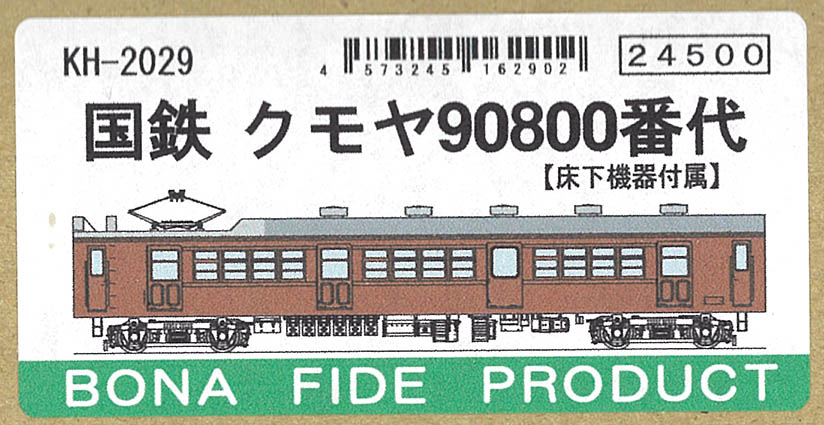 KH-2029
4 573245 162902
24500
国鉄 クモヤ90800番代
【床下機器付属】
BONA FIDE PRODUCT